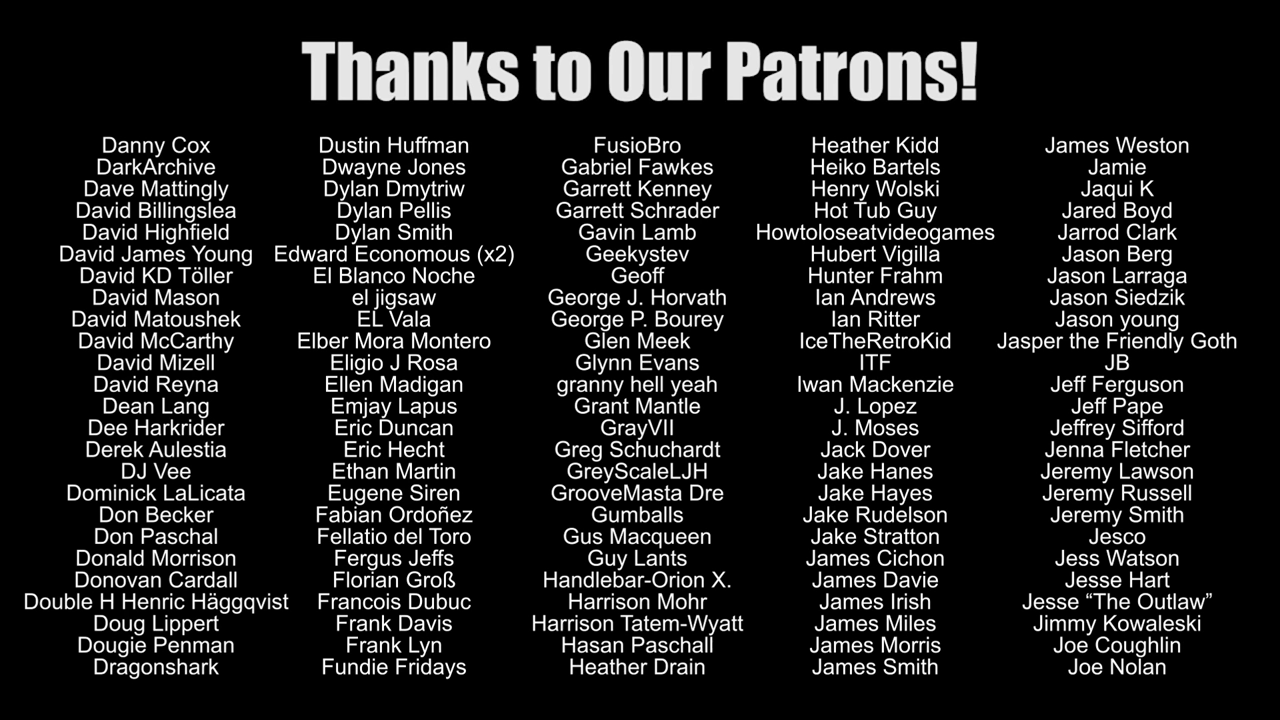 Thanks to Our Patrons!
Danny Cox
DarkArchive
Dave Mattingly
David Billingslea
David Highfield
David James Young
David KD Töller
David Mason
David Matoushek
David McCarthy
David Mizell
David Reyna
Dean Lang
Dee Harkrider
Derek Aulestia
DJ Vee
Dominick LaLicata
Don Becker
Don Paschal
Donald Morrison
Donovan Cardall
Double H Henric Häggqvist
Doug Lippert
Dougie Penman
Dragonshark
Dustin Huffman
Dwayne Jones
Dylan Dmytriw
Dylan Pellis
Dylan Smith
Edward Economous (x2)
El Blanco Noche
el jigsaw
EL Vala
Elber Mora Montero
Eligio J Rosa
Ellen Madigan
Emjay Lapus
Eric Duncan
Eric Hecht
Ethan Martin
Eugene Siren
Fabian Ordoñez
Fellatio del Toro
Fergus Jeffs
Florian Groß
Francois Dubuc
Frank Davis
Frank Lyn
Fundie Fridays
FusioBro
Gabriel Fawkes
Garrett Kenney
Garrett Schrader
Gavin Lamb
Geekystev
Geoff
George J. Horvath
George P. Bourey
Glen Meek
Glynn Evans
granny hell yeah
Grant Mantle
GrayVII
Greg Schuchardt
GreyScaleLJH
GrooveMasta Dre
Gumballs
Gus Macqueen
Guy Lants
Handlebar-Orion X.
Harrison Mohr
Harrison Tatem-Wyatt
Hasan Paschall
Heather Drain
Heather Kidd
Heiko Bartels
Henry Wolski
Hot Tub Guy
Howtoloseatvideogames
Hubert Vigilla
Hunter Frahm
Ian Andrews
Ian Ritter
IceTheRetroKid
ITF
Iwan Mackenzie
J. Lopez
J. Moses
Jack Dover
Jake Hanes
Jake Hayes
Jake Rudelson
Jake Stratton
James Cichon
James Davie
James Irish
James Miles
James Morris
James Smith
James Weston
Jamie
Jaqui K
Jared Boyd
Jarrod Clark
Jason Berg
Jason Larraga
Jason Siedzik
Jason young
Jasper the Friendly Goth
JB
Jeff Ferguson
Jeff Pape
Jeffrey Sifford
Jenna Fletcher
Jeremy Lawson
Jeremy Russell
Jeremy Smith
Jesco
Jess Watson
Jesse Hart
Jesse “The Outlaw”
Jimmy Kowaleski
Joe Coughlin
Joe Nolan